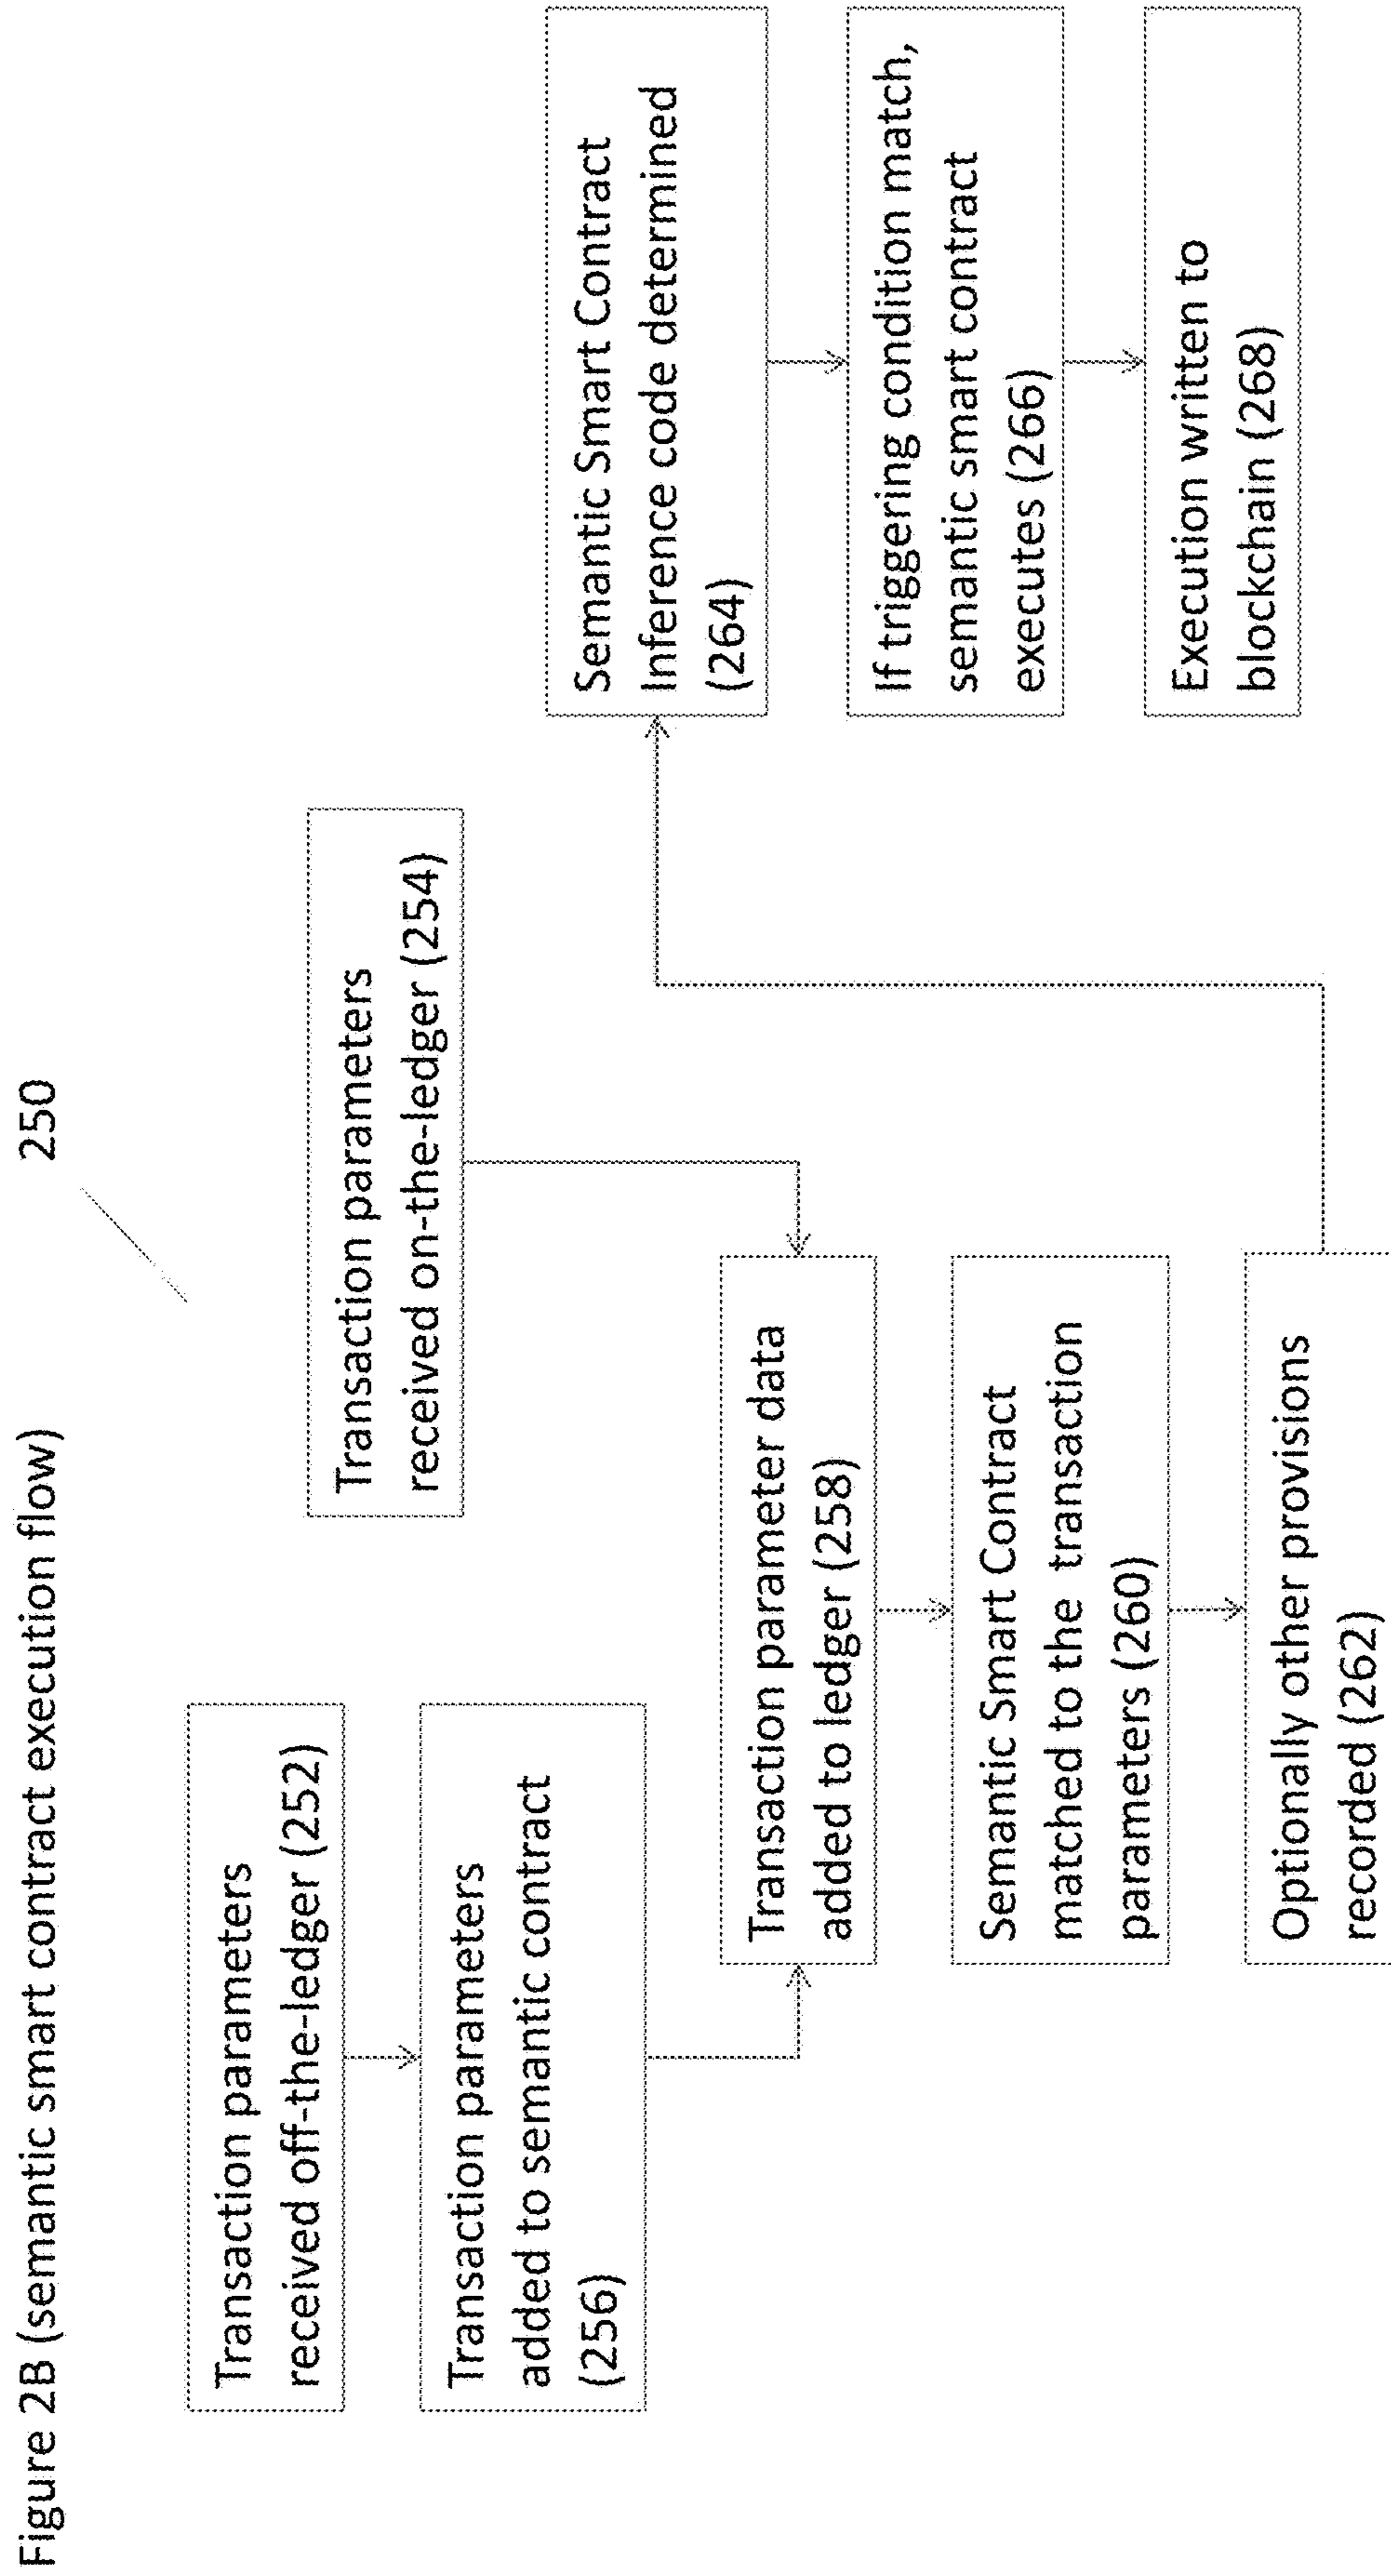 Figure 2B (semantic smart contract execution flow)
250
Transaction parameters
received off-the-ledger (252)
Transaction parameters
added to semantic contract
(256)
Transaction parameters
received on-the-ledger (254)
Transaction parameter data
added to ledger (258)
Semantic Smart Contract
matched to the transaction
parameters (260)
Optionally other provisions
recorded (262)
Semantic Smart Contract
Inference code determined
(264)
If triggering condition match,
semantic smart contract
executes (266)
Execution written to
blockchain (268)